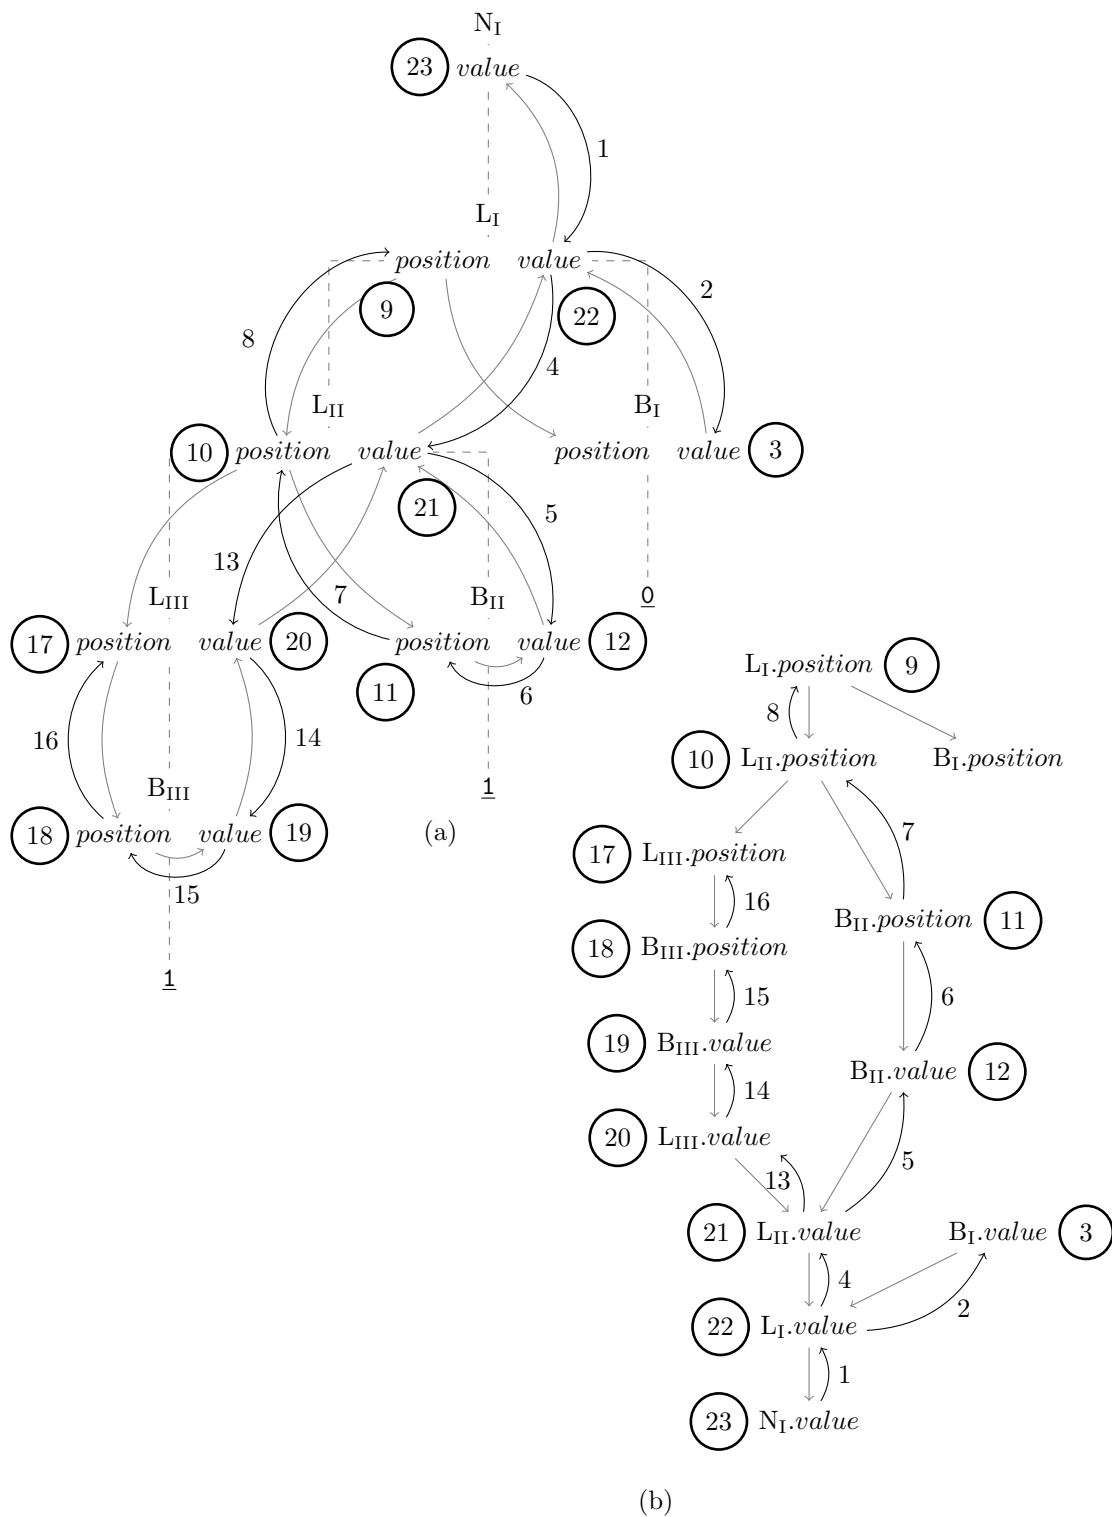 N_I
23 value
1
L_I
position value
2
9
22
8
4
L_II
B_I
10 position value
position value 3
21
5
13
7
L_III
B_II
0
17 position value 20
position value 12
L_I.position 9
11
6
8
16
14
10 L_II.position
B_I.position
B_III
1
18 position value 19
(a)
7
17 L_III.position
15
16
B_II.position 11
18 B_III.position
1
15
6
19 B_III.value
B_II.value 12
14
20 L_III.value
5
13
21 L_II.value
B_I.value 3
4
2
22 L_I.value
1
23 N_I.value
(b)